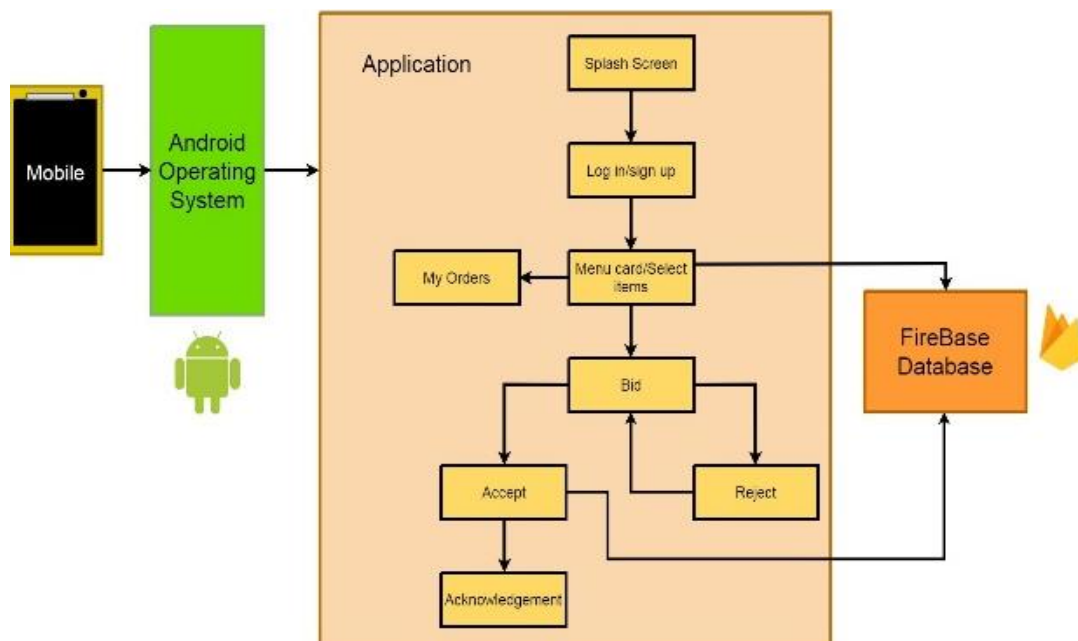 Application
Splash Screen
Mobile
Android
Operating
System
Log in/sign up
My Orders
Menu card/Select
items
FireBase
Database
Bid
Accept
Reject
Acknowledgement